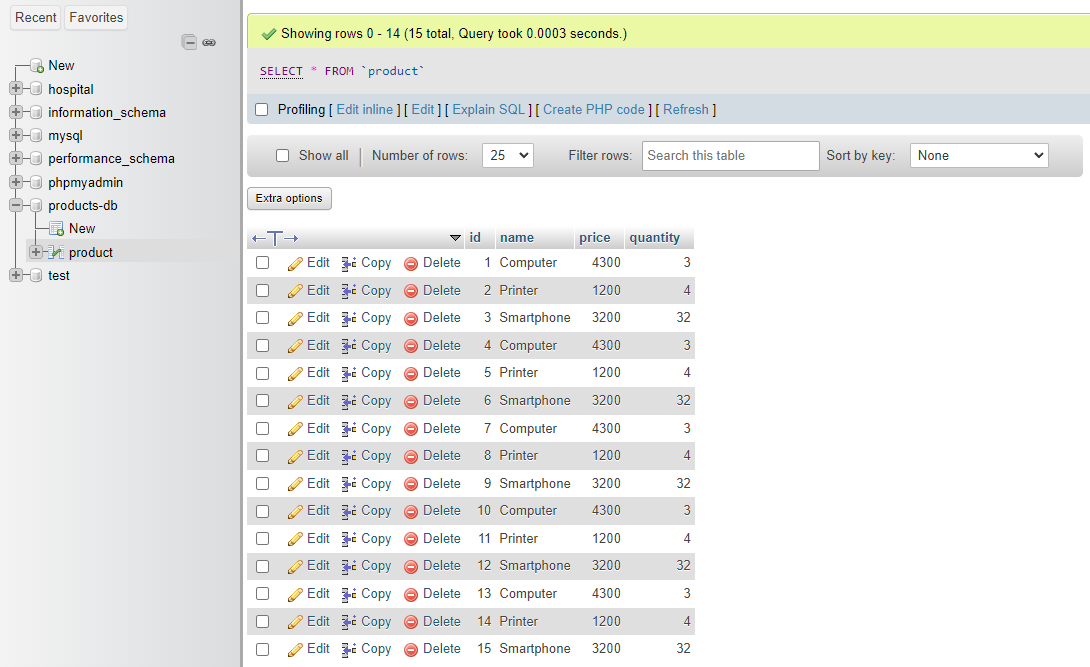 Recent Favorites
New
hospital
information_schema
mysql
performance_schema
phpmyadmin
products-db
New
product
test
Showing rows 0 - 14 (15 total, Query took 0.0003 seconds.)
SELECT * FROM `product`
Profiling [ Edit inline ] [ Edit ] [ Explain SQL ] [ Create PHP code ] [ Refresh ]
Show all Number of rows: 25 Filter rows: Search this table Sort by key: None
Extra options
id name price quantity
Edit Copy Delete 1 Computer 4300 3
Edit Copy Delete 2 Printer 1200 4
Edit Copy Delete 3 Smartphone 3200 32
Edit Copy Delete 4 Computer 4300 3
Edit Copy Delete 5 Printer 1200 4
Edit Copy Delete 6 Smartphone 3200 32
Edit Copy Delete 7 Computer 4300 3
Edit Copy Delete 8 Printer 1200 4
Edit Copy Delete 9 Smartphone 3200 32
Edit Copy Delete 10 Computer 4300 3
Edit Copy Delete 11 Printer 1200 4
Edit Copy Delete 12 Smartphone 3200 32
Edit Copy Delete 13 Computer 4300 3
Edit Copy Delete 14 Printer 1200 4
Edit Copy Delete 15 Smartphone 3200 32